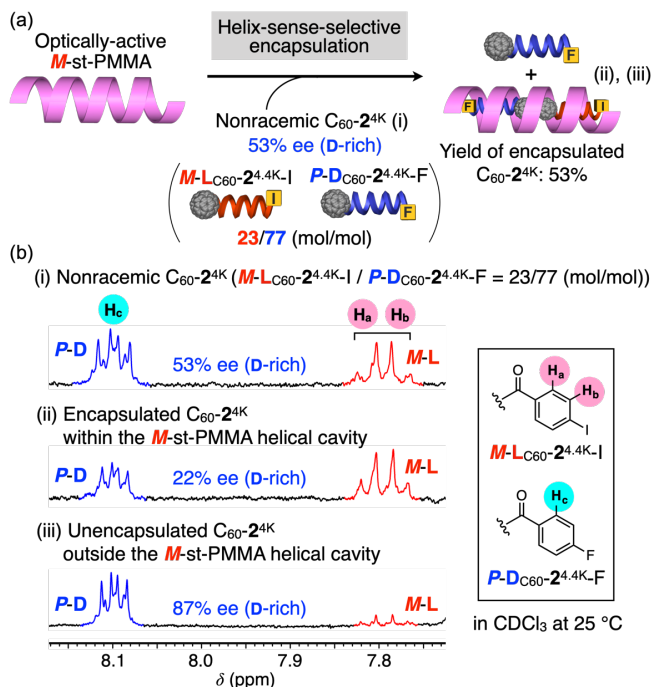 (a)
Optically-active
M-st-PMMA
Helix-sense-selective
encapsulation
Nonracemic C60-2^4K (i)
53% ee (D-rich)
M-LC60-2^4.4K-I P-DC60-2^4.4K-F
I
F
23/77 (mol/mol)
F
+ (ii), (iii)
F I
Yield of encapsulated
C60-2^4K: 53%
(b)
(i) Nonracemic C60-2^4K (M-LC60-2^4.4K-I / P-DC60-2^4.4K-F = 23/77 (mol/mol))
Hc Ha Hb
P-D M-L
53% ee (D-rich)
(ii) Encapsulated C60-2^4K
within the M-st-PMMA helical cavity
P-D 22% ee (D-rich) M-L
(iii) Unencapsulated C60-2^4K
outside the M-st-PMMA helical cavity
P-D 87% ee (D-rich) M-L
8.1 8.0 7.9 7.8
δ (ppm)
O Ha
Hb
I
M-LC60-2^4.4K-I
O Hc
F
P-DC60-2^4.4K-F
in CDCl3 at 25 °C